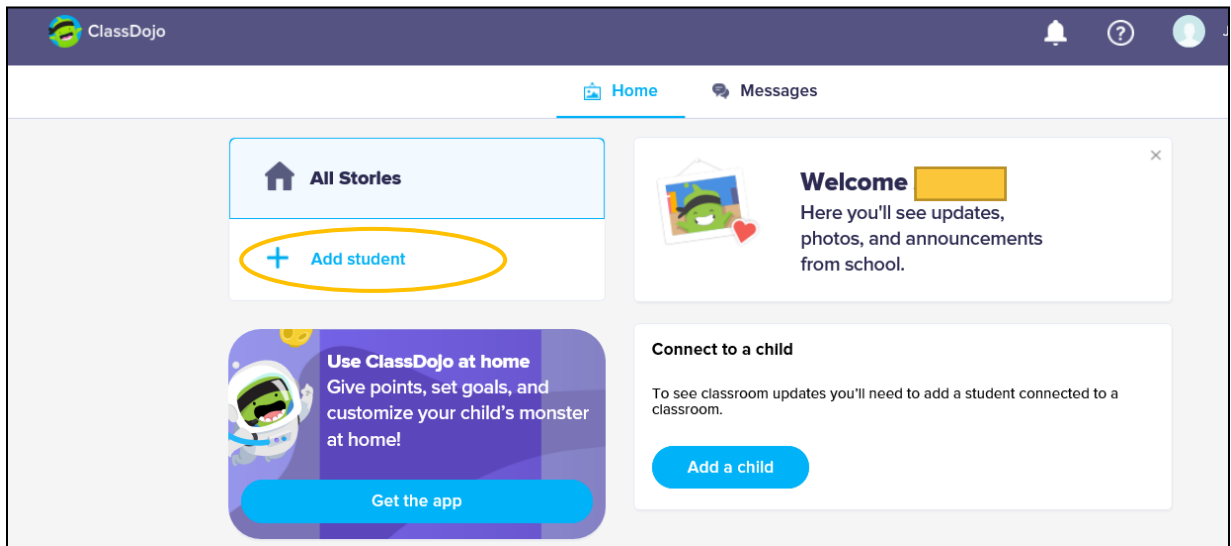 ClassDojo
Home
Messages
All Stories
Add student
Welcome
Here you'll see updates,
photos, and announcements
from school.
Use ClassDojo at home
Give points, set goals, and
customize your child's monster
at home!
Get the app
Connect to a child
To see classroom updates you'll need to add a student connected to a
classroom.
Add a child